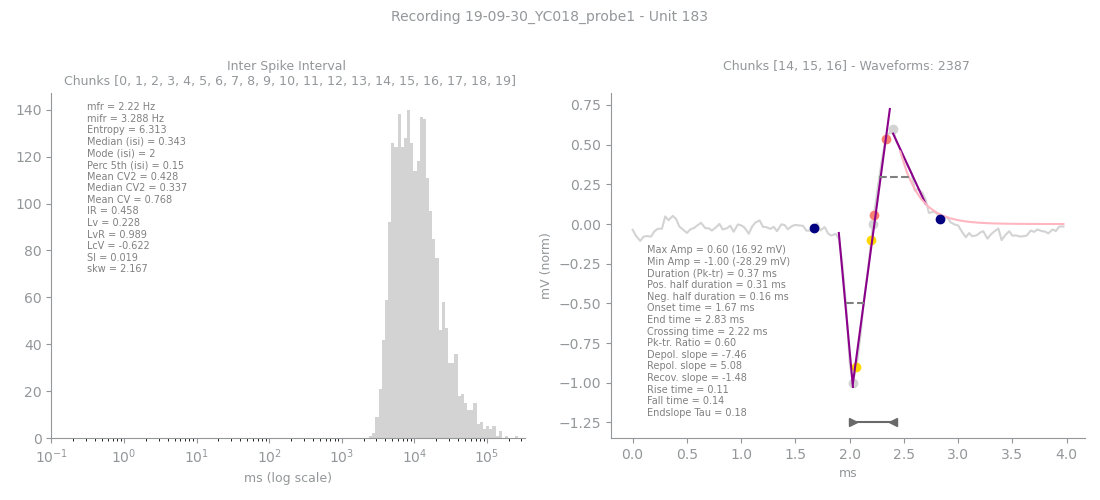 Recording 19-09-30_YC018_probe1 - Unit 183
Inter Spike Interval
Chunks [0, 1, 2, 3, 4, 5, 6, 7, 8, 9, 10, 11, 12, 13, 14, 15, 16, 17, 18, 19]
140
120
100
80
60
40
20
0
mfr = 2.22 Hz
mifr = 3.288 Hz
Entropy = 6.313
Median (isi) = 0.343
Mode (isi) = 2
Perc 5th (isi) = 0.15
Mean CV2 = 0.428
Median CV2 = 0.337
Mean CV = 0.768
IR = 0.458
Lv = 0.228
LvR = 0.989
LcV = -0.622
SI = 0.019
skw = 2.167
10⁻¹ 10⁰ 10¹ 10² 10³ 10⁴ 10⁵
ms (log scale)
Chunks [14, 15, 16] - Waveforms: 2387
mV (norm)
0.75
0.50
0.25
0.00
−0.25
−0.50
−0.75
−1.00
−1.25
Max Amp = 0.60 (16.92 mV)
Min Amp = -1.00 (-28.29 mV)
Duration (Pk-tr) = 0.37 ms
Pos. half duration = 0.31 ms
Neg. half duration = 0.16 ms
Onset time = 1.67 ms
End time = 2.83 ms
Crossing time = 2.22 ms
Pk-tr. Ratio = 0.60
Depol. slope = -7.46
Repol. slope = 5.08
Recov. slope = -1.48
Rise time = 0.11
Fall time = 0.14
Endslope Tau = 0.18
0.0 0.5 1.0 1.5 2.0 2.5 3.0 3.5 4.0
ms